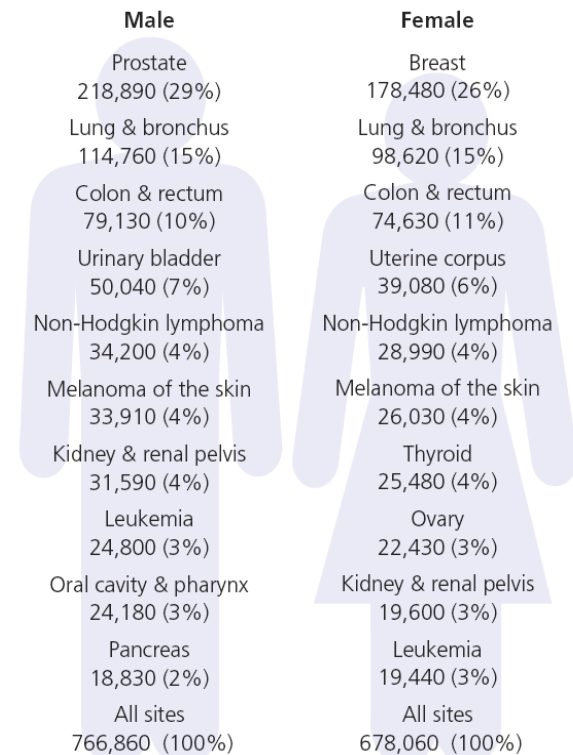 Male
Prostate
218,890 (29%)
Lung & bronchus
114,760 (15%)
Colon & rectum
79,130 (10%)
Urinary bladder
50,040 (7%)
Non-Hodgkin lymphoma
34,200 (4%)
Melanoma of the skin
33,910 (4%)
Kidney & renal pelvis
31,590 (4%)
Leukemia
24,800 (3%)
Oral cavity & pharynx
24,180 (3%)
Pancreas
18,830 (2%)
All sites
766,860 (100%)
Female
Breast
178,480 (26%)
Lung & bronchus
98,620 (15%)
Colon & rectum
74,630 (11%)
Uterine corpus
39,080 (6%)
Non-Hodgkin lymphoma
28,990 (4%)
Melanoma of the skin
26,030 (4%)
Thyroid
25,480 (4%)
Ovary
22,430 (3%)
Kidney & renal pelvis
19,600 (3%)
Leukemia
19,440 (3%)
All sites
678,060 (100%)